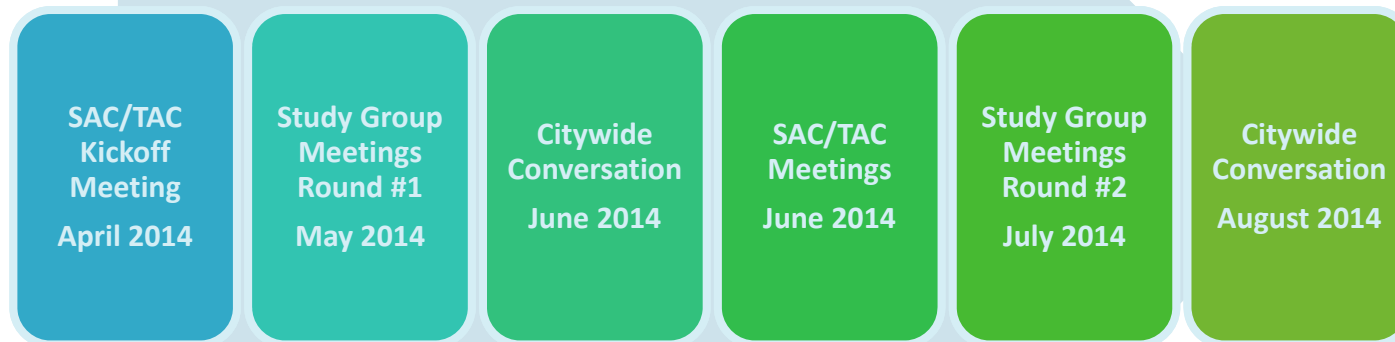 SAC/TAC
Kickoff
Meeting
April 2014
Study Group
Meetings
Round #1
May 2014
Citywide
Conversation
June 2014
SAC/TAC
Meetings
June 2014
Study Group
Meetings
Round #2
July 2014
Citywide
Conversation
August 2014